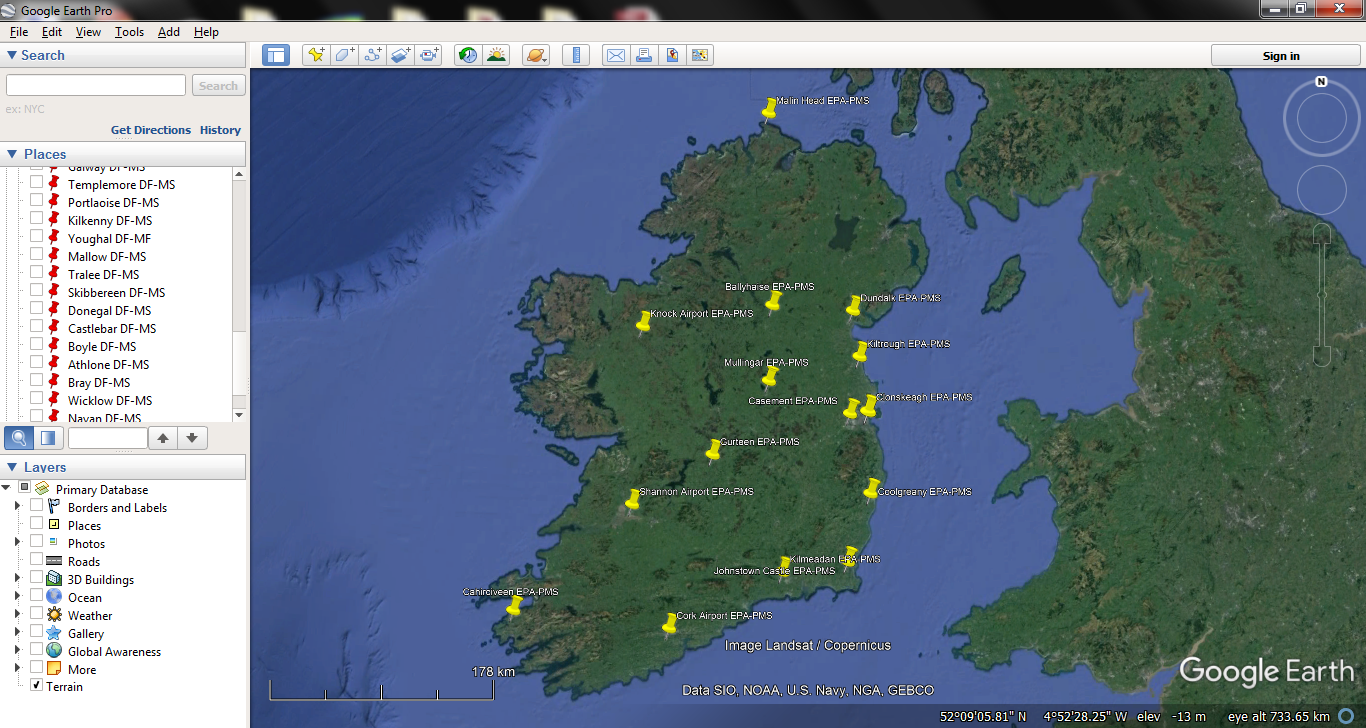 Google Earth Pro
File Edit View Tools Add Help
Search
Search
ex: NYC
Get Directions History
Places
Galway DF-MS
Templemore DF-MS
Portlaoise DF-MS
Kilkenny DF-MS
Youghal DF-MF
Mallow DF-MS
Tralee DF-MS
Skibbereen DF-MS
Donegal DF-MS
Castlebar DF-MS
Boyle DF-MS
Athlone DF-MS
Bray DF-MS
Wicklow DF-MS
Navan DF-MS
Layers
Primary Database
Borders and Labels
Places
Photos
Roads
3D Buildings
Ocean
Weather
Gallery
Global Awareness
More
Terrain
Sign in
N
Malin Head EPA-PMS
Ballyhaise EPA-PMS
Dundalk EPA-PMS
Knock Airport EPA-PMS
Kiltrough EPA-PMS
Mullingar EPA-PMS
Casement EPA-PMS
Clonskeagh EPA-PMS
Gurteen EPA-PMS
Shannon Airport EPA-PMS
Coolgreany EPA-PMS
Kilmeadan EPA-PMS
Johnstown Castle EPA-PMS
Cahirciveen EPA-PMS
Cork Airport EPA-PMS
Image Landsat / Copernicus
178 km
Google Earth
Data SIO, NOAA, U.S. Navy, NGA, GEBCO
52°09'05.81" N 4°52'28.25" W elev -13 m eye alt 733.65 km